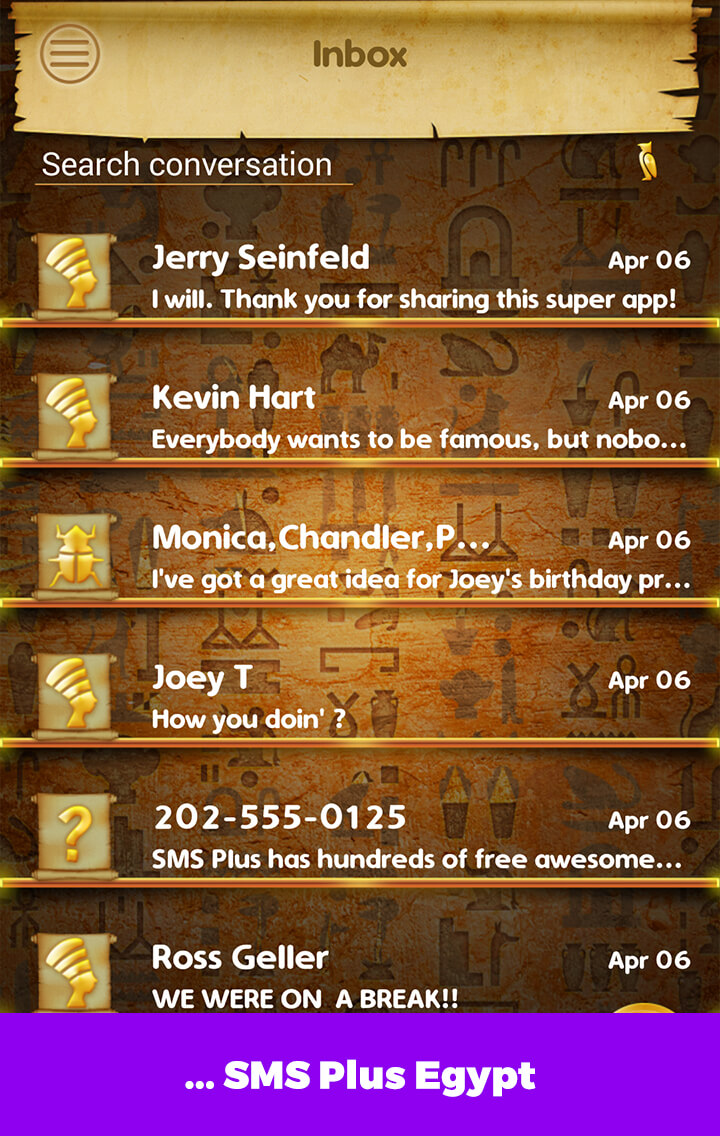 Inbox
Search conversation
Jerry Seinfeld
Apr 06
I will. Thank you for sharing this super app!
Kevin Hart
Apr 06
Everybody wants to be famous, but nobo...
Monica,Chandler,P...
Apr 06
I've got a great idea for Joey's birthday pr...
Joey T
Apr 06
How you doin' ?
?
202-555-0125
Apr 06
SMS Plus has hundreds of free awesome...
Ross Geller
Apr 06
WE WERE ON A BREAK!!
... SMS Plus Egypt